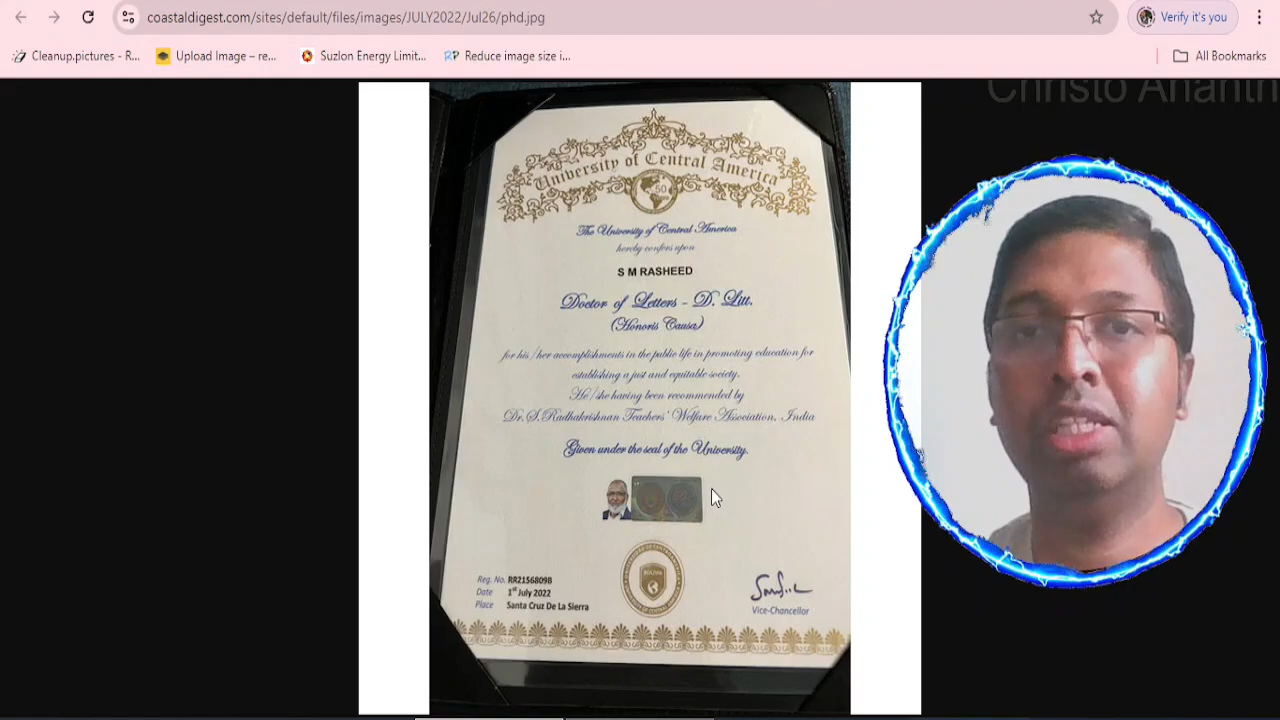 coastaldigest.com/sites/default/files/images/JULY2022/Jul26/phd.jpg
Verify it's you
Cleanup.pictures - R...
Upload Image – re...
Suzlon Energy Limit...
Reduce image size i...
All Bookmarks
Christo Ananth
University of Central America
50
The University of Central America
hereby confers upon
S M RASHEED
Doctor of Letters - D. Litt.
(Honoris Causa)
for his/her accomplishments in the public life in promoting education for
establishing a just and equitable society.
He/she having been recommended by
Dr.S.Radhakrishnan Teachers' Welfare Association, India
Given under the seal of the University.
Reg. No. RR2156809B
Date 1st July 2022
Place Santa Cruz De La Sierra
BOLIVIA
Vice-Chancellor